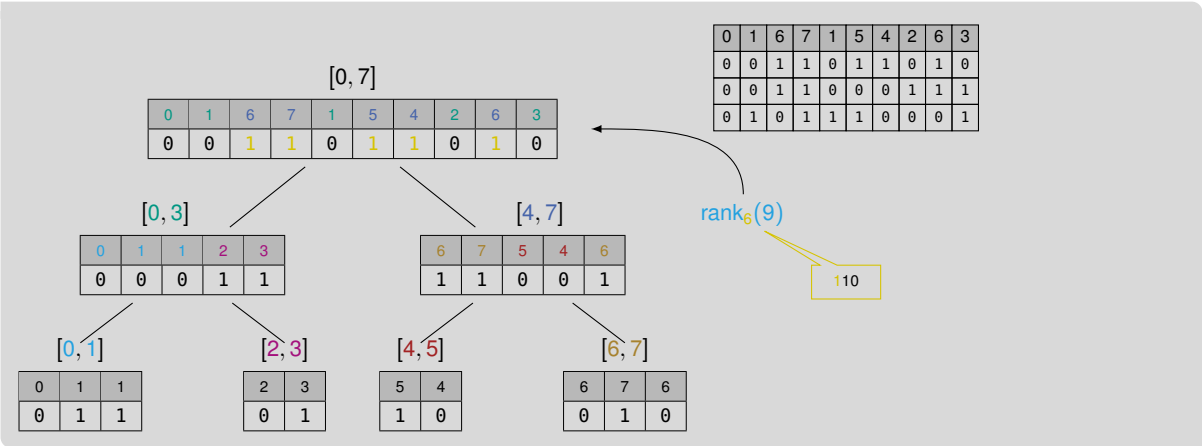 0 1 6 7 1 5 4 2 6 3
0 0 1 1 0 1 1 0 1 0
0 0 1 1 0 0 0 1 1 1
0 1 0 1 1 1 0 0 0 1
[0, 7]
0 1 6 7 1 5 4 2 6 3
0 0 1 1 0 1 1 0 1 0
[0, 3]
0 1 1 2 3
0 0 0 1 1
[4, 7]
6 7 5 4 6
1 1 0 0 1
rank₆(9)
110
[0, 1]
0 1 1
0 1 1
[2, 3]
2 3
0 1
[4, 5]
5 4
1 0
[6, 7]
6 7 6
0 1 0